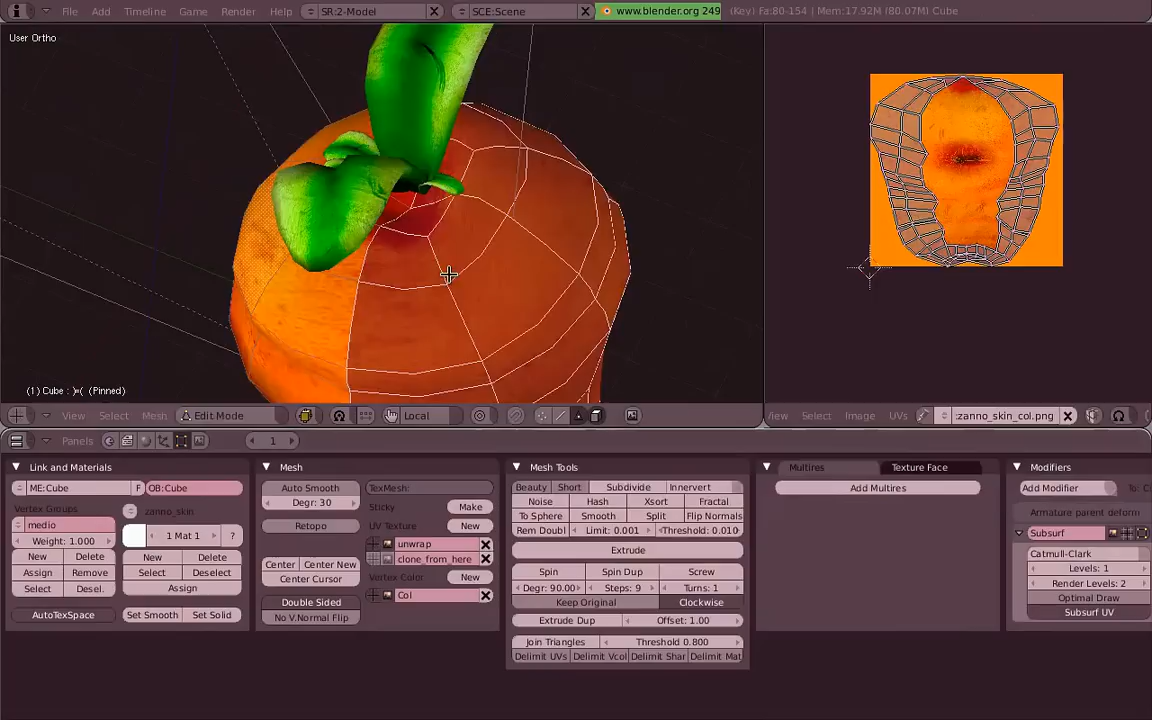 File Add Timeline Game Render Help SR:2-Model SCE:Scene www.blender.org 249 (Key) Fa:80-154 | Mem:17.92M (80.07M) Cube
User Ortho
(1) Cube : )=( (Pinned)
View Select Mesh Edit Mode Local
iew Select Image UVs :zanno_skin_col.png
Panels 1
Link and Materials
ME:Cube F OB:Cube
Vertex Groups
zanno_skin
medio
1 Mat 1 ?
Weight: 1.000
New Delete New Delete
Assign Remove Select Deselect
Select Desel. Assign
AutoTexSpace Set Smooth Set Solid
Mesh
Auto Smooth TexMesh:
Degr: 30 Sticky Make
Retopo UV Texture New
unwrap
Center Center New clone_from_here
Center Cursor Vertex Color New
Double Sided Col
No V.Normal Flip
Mesh Tools
Beauty Short Subdivide Innervert
Noise Hash Xsort Fractal
To Sphere Smooth Split Flip Normals
Rem Doubl Limit: 0.001 Threshold: 0.010
Extrude
Spin Spin Dup Screw
Degr: 90.00 Steps: 9 Turns: 1
Keep Original Clockwise
Extrude Dup Offset: 1.00
Join Triangles Threshold 0.800
Delimit UVs Delimit Vcol Delimit Shar Delimit Mat
Multires Texture Face
Add Multires
Modifiers
Add Modifier To: C
Armature parent deform
Subsurf
Catmull-Clark
Levels: 1
Render Levels: 2
Optimal Draw
Subsurf UV